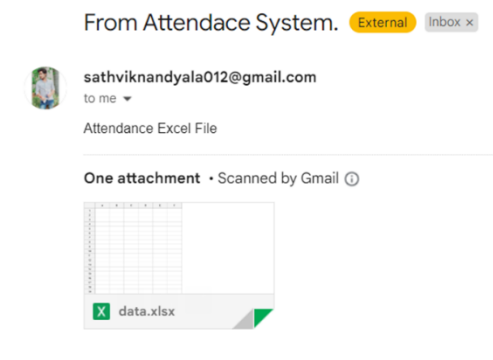 From Attendace System. External Inbox ×
sathviknandyala012@gmail.com
to me
Attendance Excel File
One attachment • Scanned by Gmail
X data.xlsx